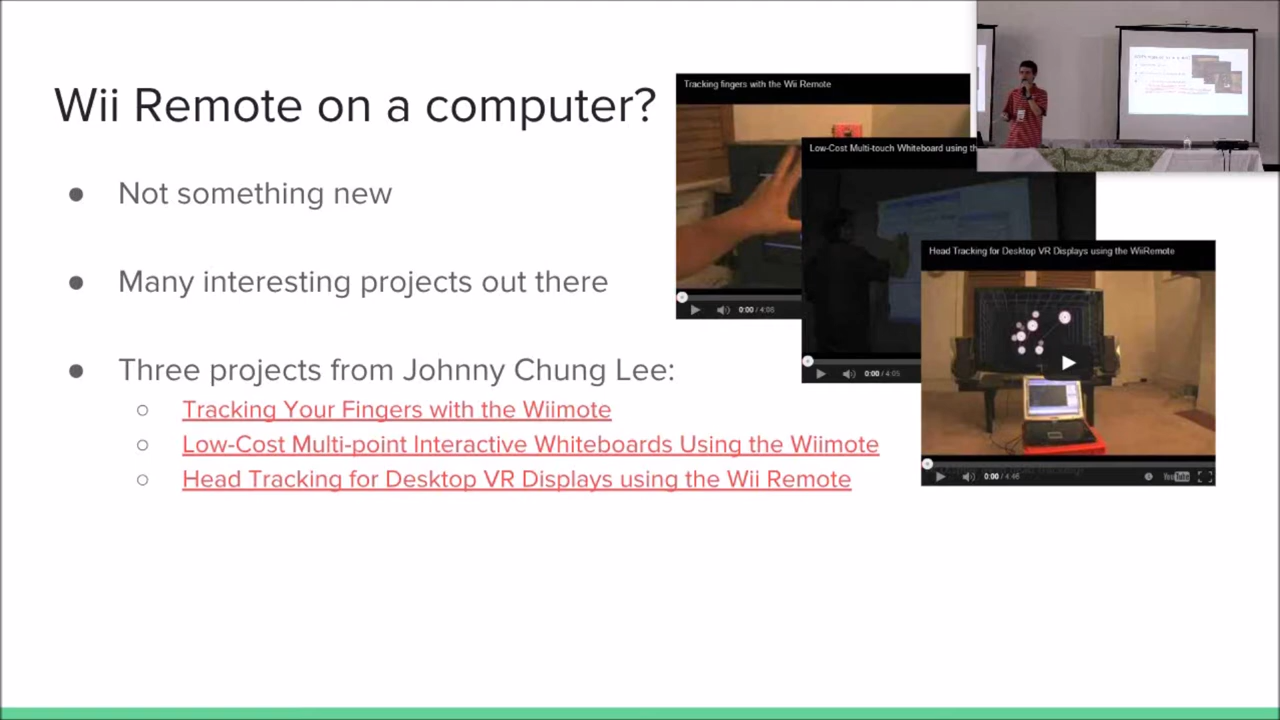 Wii Remote on a computer?
● Not something new
● Many interesting projects out there
● Three projects from Johnny Chung Lee:
○ Tracking Your Fingers with the Wiimote
○ Low-Cost Multi-point Interactive Whiteboards Using the Wiimote
○ Head Tracking for Desktop VR Displays using the Wii Remote
Tracking fingers with the Wii Remote
0:00 / 4:06
Low-Cost Multi-touch Whiteboard using th
0:00 / 4:05
Head Tracking for Desktop VR Displays using the WiiRemote
0:00 / 4:46
YouTube